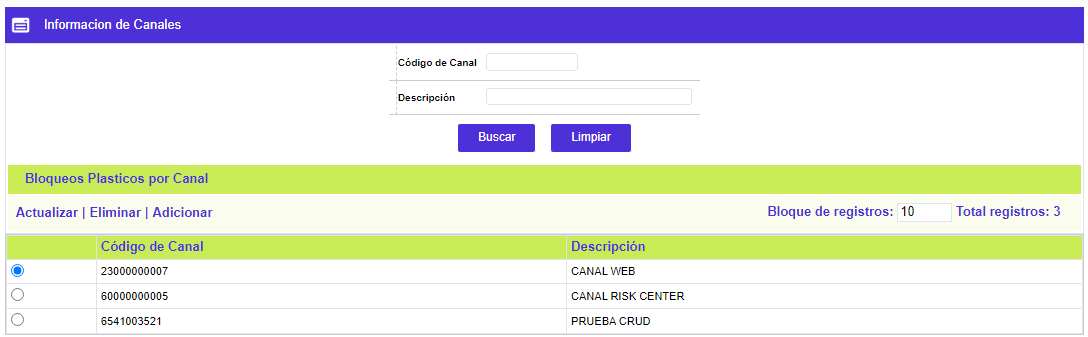 Informacion de Canales
Código de Canal
Descripción
Buscar Limpiar
Bloqueos Plasticos por Canal
Actualizar | Eliminar | Adicionar Bloque de registros: 10 Total registros: 3
Código de Canal Descripción
23000000007 CANAL WEB
60000000005 CANAL RISK CENTER
6541003521 PRUEBA CRUD